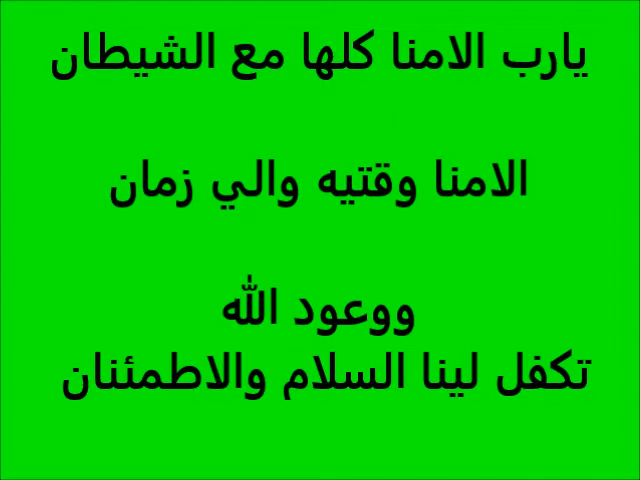 يارب الامنا كلها مع الشيطان
الامنا وقتيه والي زمان
ووعود الله
تكفل لينا السلام والاطمئنان